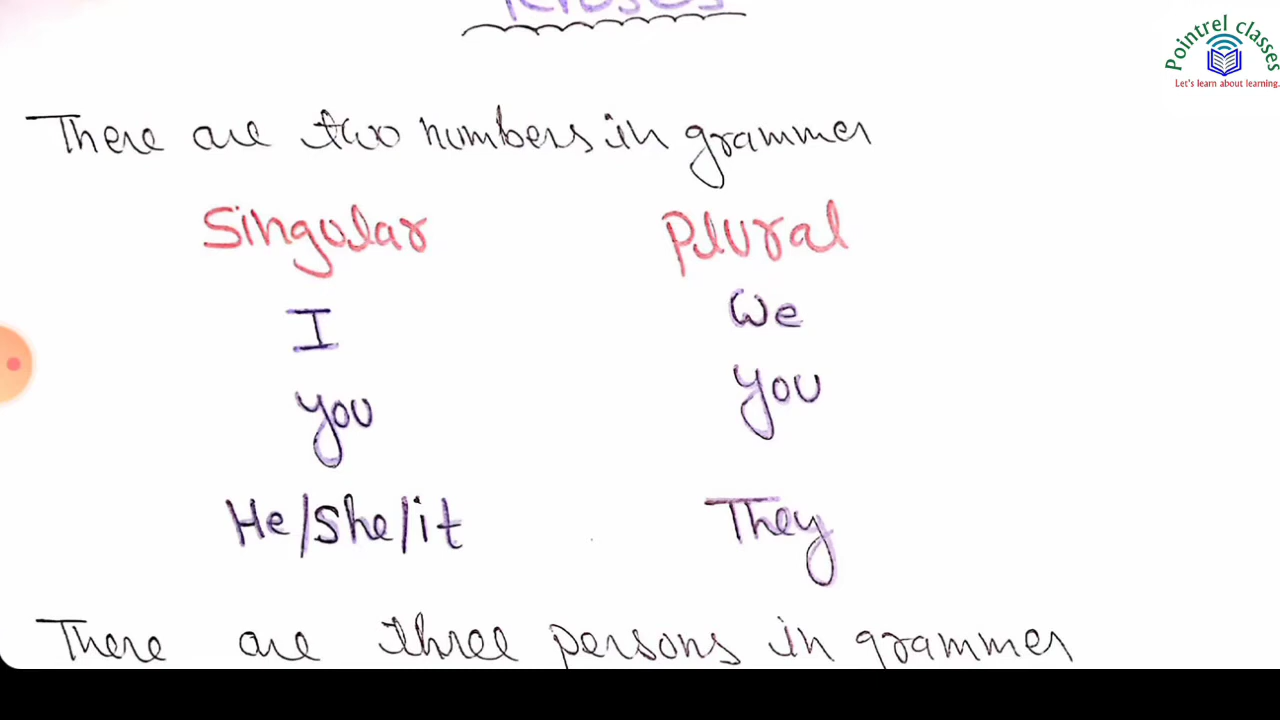 Pointrel classes
Let's learn about learning.
There are two numbers in grammer
Singular Plural
I We
you you
He/She/it They
There are three persons in grammer